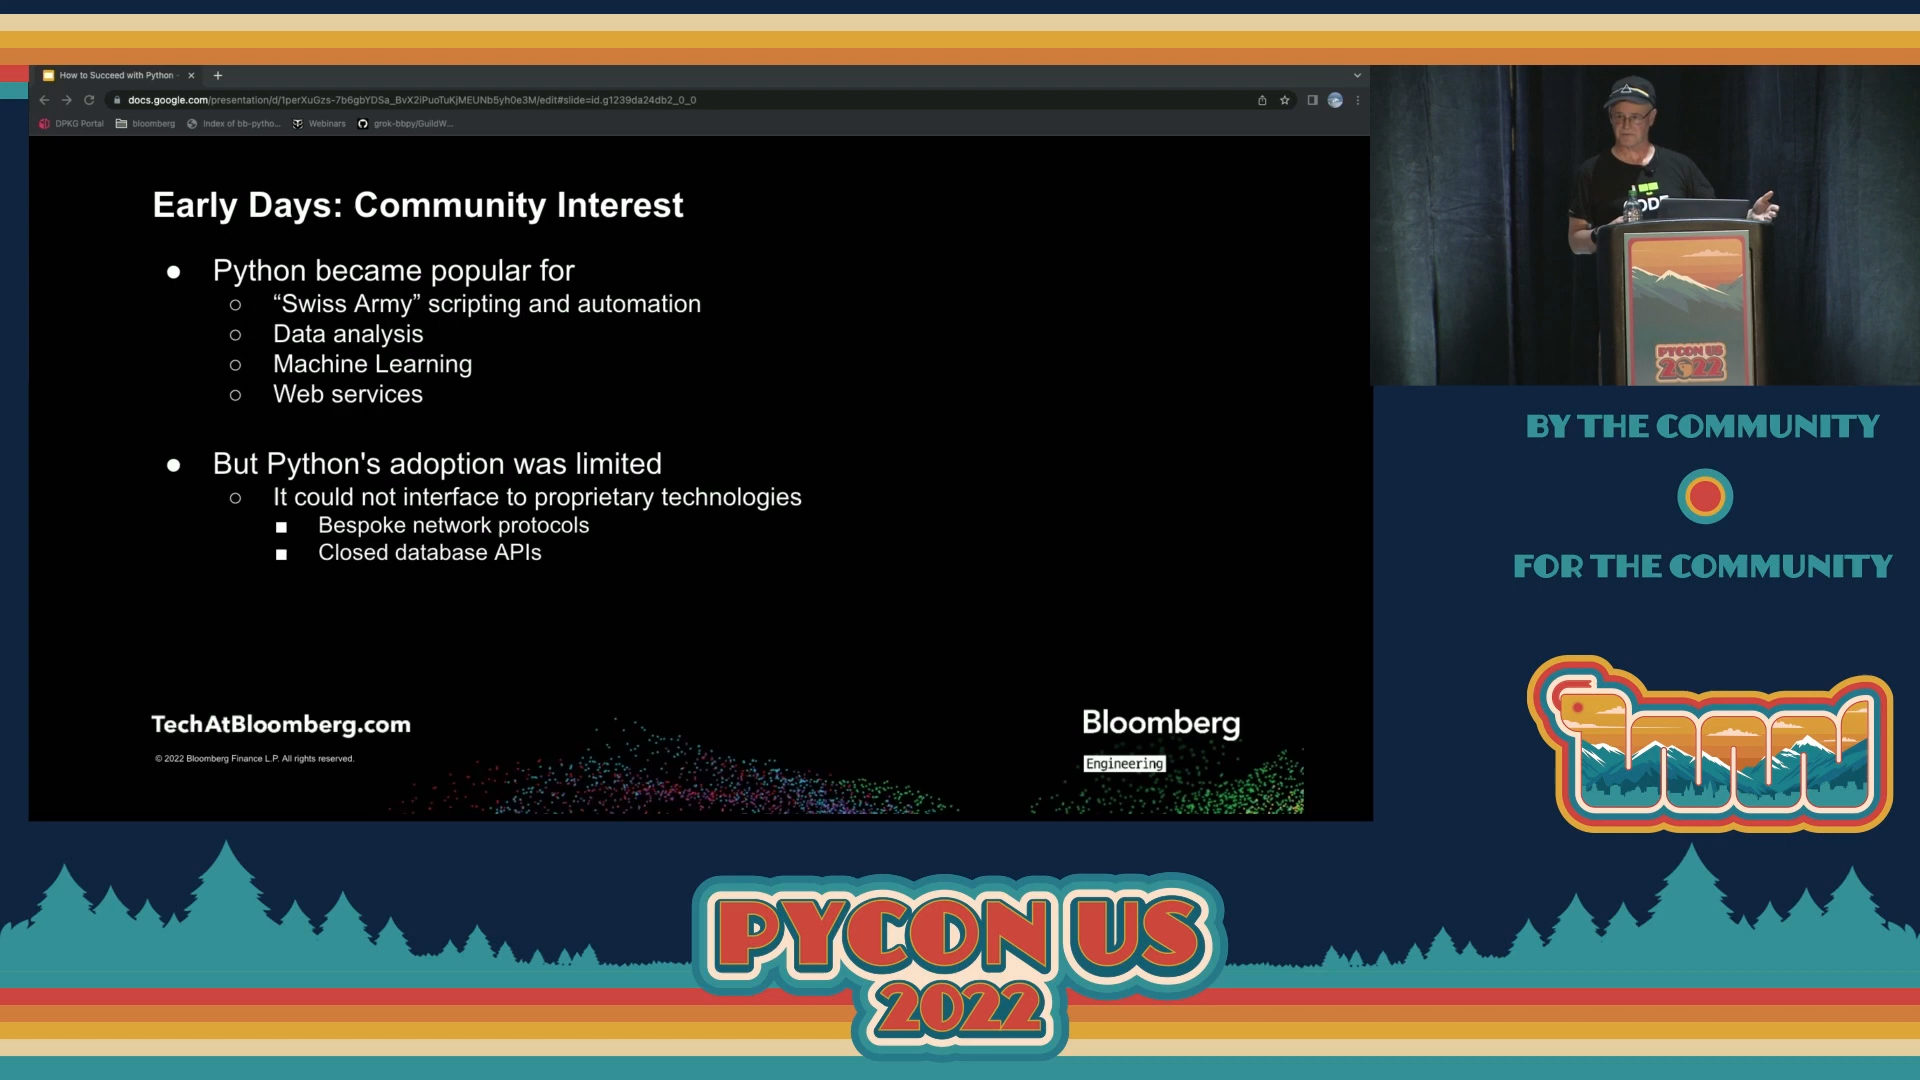 How to Succeed with Python
docs.google.com/presentation/d/1perXuGzs-7b6gbYDSa_BvX2iPuoTuKjMEUNb5yh0e3M/edit#slide=id.g1239da24db2_0_0
DPKG Portal
bloomberg
Index of bb-pytho...
Webinars
grok-bbpy/GuildW...
Early Days: Community Interest
● Python became popular for
○ “Swiss Army” scripting and automation
○ Data analysis
○ Machine Learning
○ Web services
● But Python's adoption was limited
○ It could not interface to proprietary technologies
■ Bespoke network protocols
■ Closed database APIs
TechAtBloomberg.com
© 2022 Bloomberg Finance L.P. All rights reserved.
Bloomberg
Engineering
CODE
PYCON US
2022
BY THE COMMUNITY
FOR THE COMMUNITY
PYCON US
2022